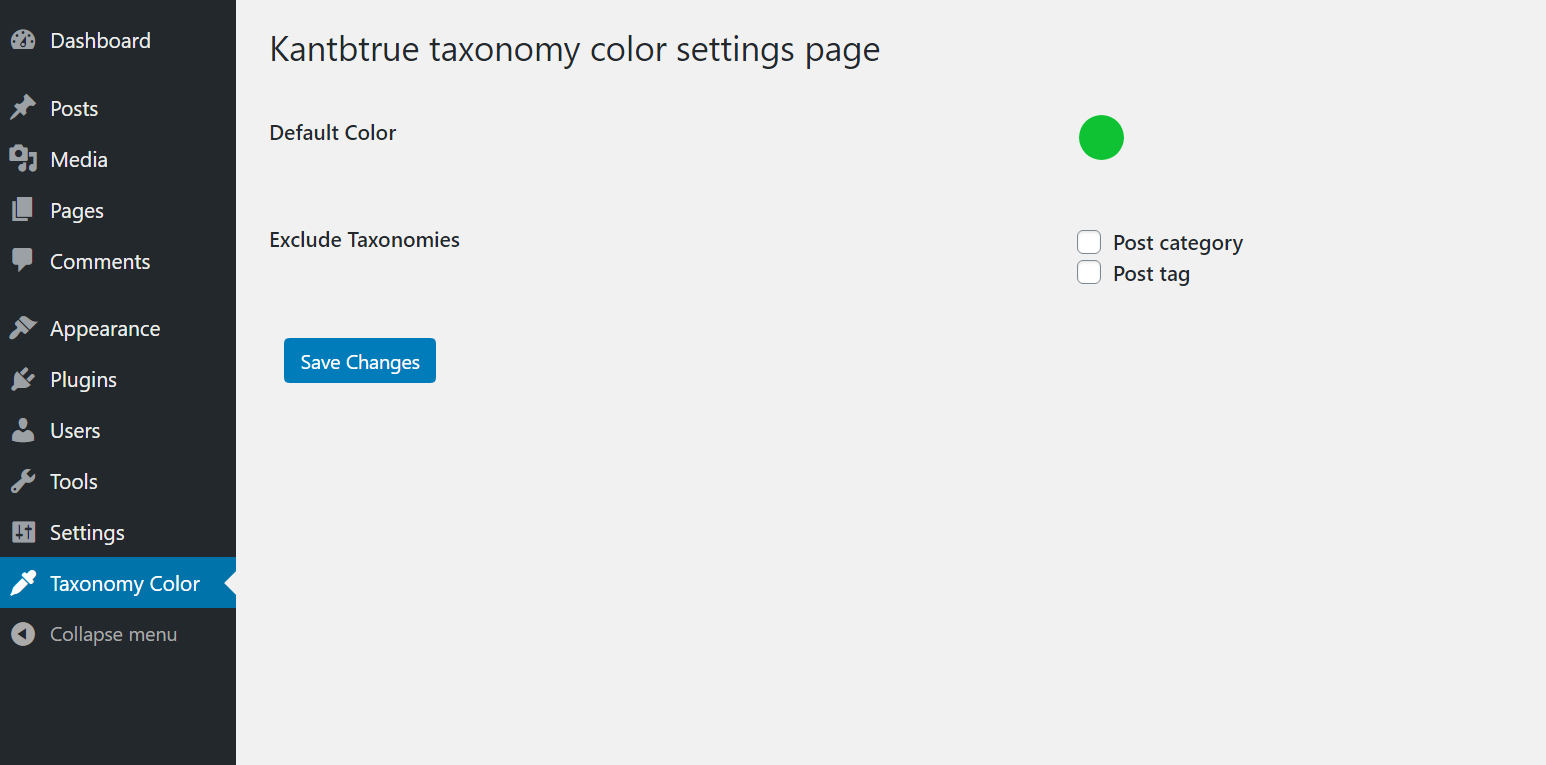 Dashboard
Posts
Media
Pages
Comments
Appearance
Plugins
Users
Tools
Settings
Taxonomy Color
Collapse menu
Kantbtrue taxonomy color settings page
Default Color
Exclude Taxonomies
Post category
Post tag
Save Changes